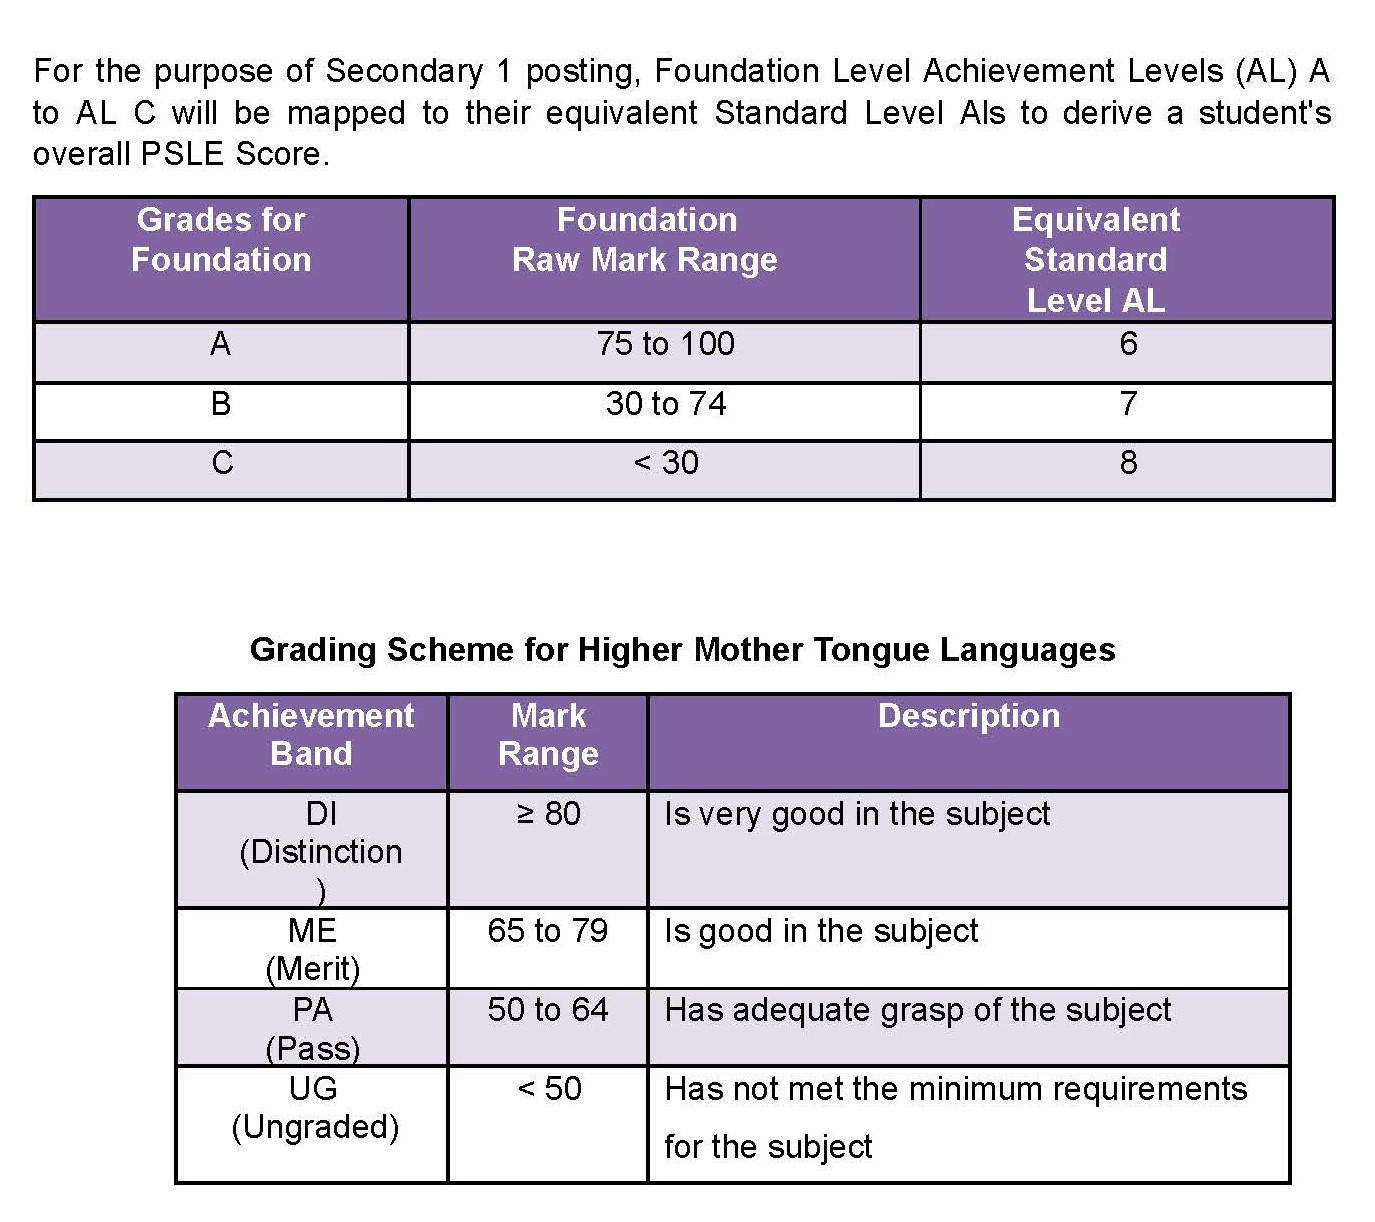 For the purpose of Secondary 1 posting, Foundation Level Achievement Levels (AL) A
to AL C will be mapped to their equivalent Standard Level Als to derive a student's
overall PSLE Score.
Grades for
Foundation
Foundation
Raw Mark Range
Equivalent
Standard
Level AL
A
75 to 100
6
B
30 to 74
7
C
< 30
8
Grading Scheme for Higher Mother Tongue Languages
Achievement
Band
Mark
Range
Description
DI
(Distinction
)
≥ 80
Is very good in the subject
ME
(Merit)
65 to 79
Is good in the subject
PA
(Pass)
50 to 64
Has adequate grasp of the subject
UG
(Ungraded)
< 50
Has not met the minimum requirements
for the subject